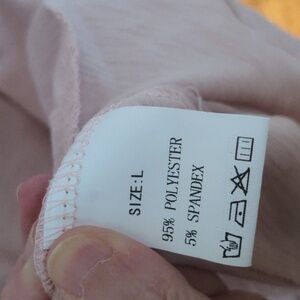 SIZE:L
95% POLYESTER
5% SPANDEX